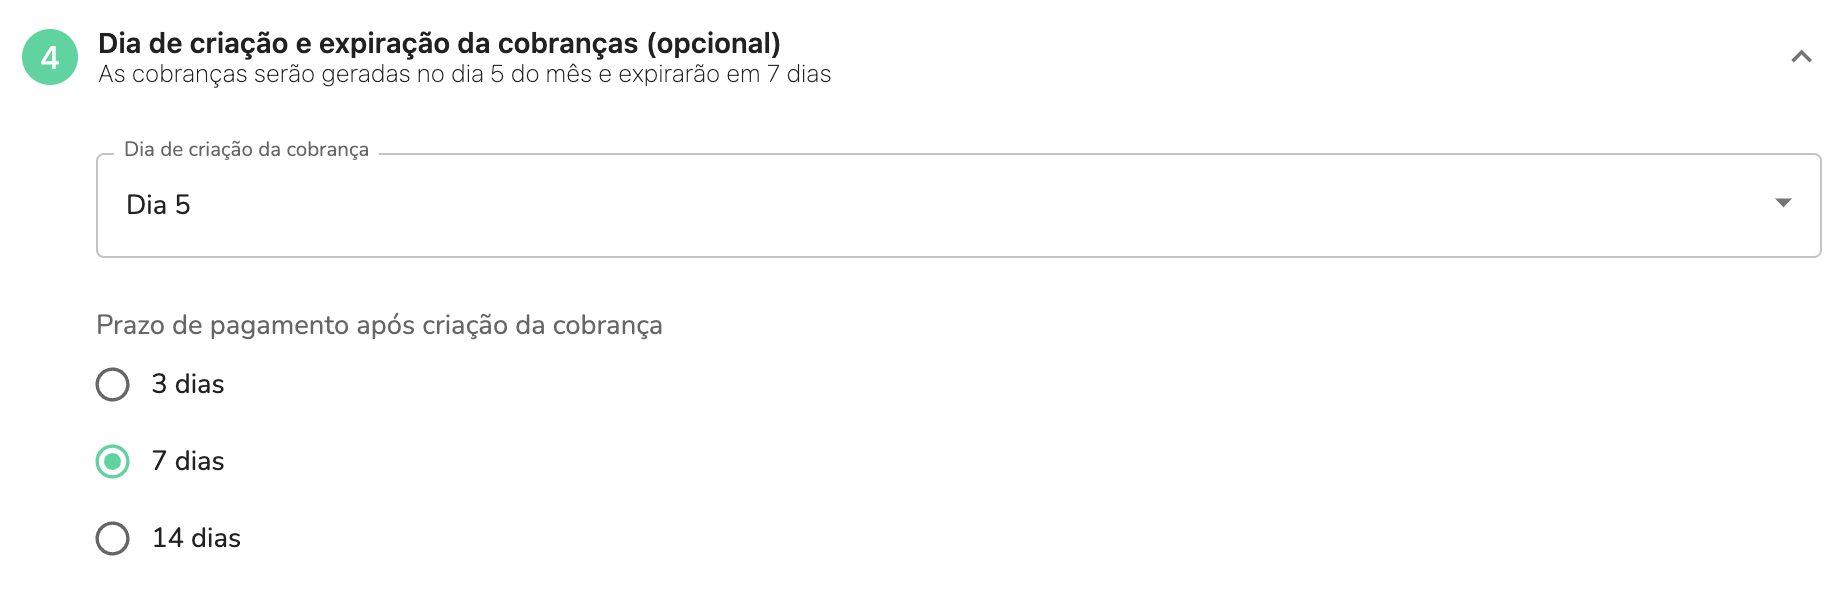 4
Dia de criação e expiração da cobranças (opcional)
As cobranças serão geradas no dia 5 do mês e expirarão em 7 dias
Dia de criação da cobrança
Dia 5
Prazo de pagamento após criação da cobrança
3 dias
7 dias
14 dias